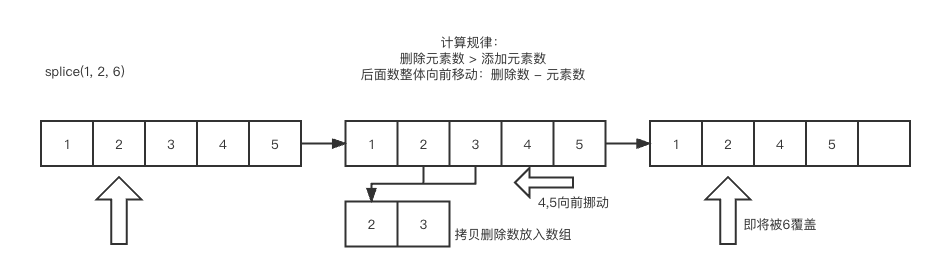 计算规律：
删除元素数 > 添加元素数
后面数整体向前移动：删除数 - 元素数
splice(1, 2, 6)
1 2 3 4 5
1 2 3 4 5
1 2 4 5
4,5向前挪动
2 3
拷贝删除数放入数组
即将被6覆盖